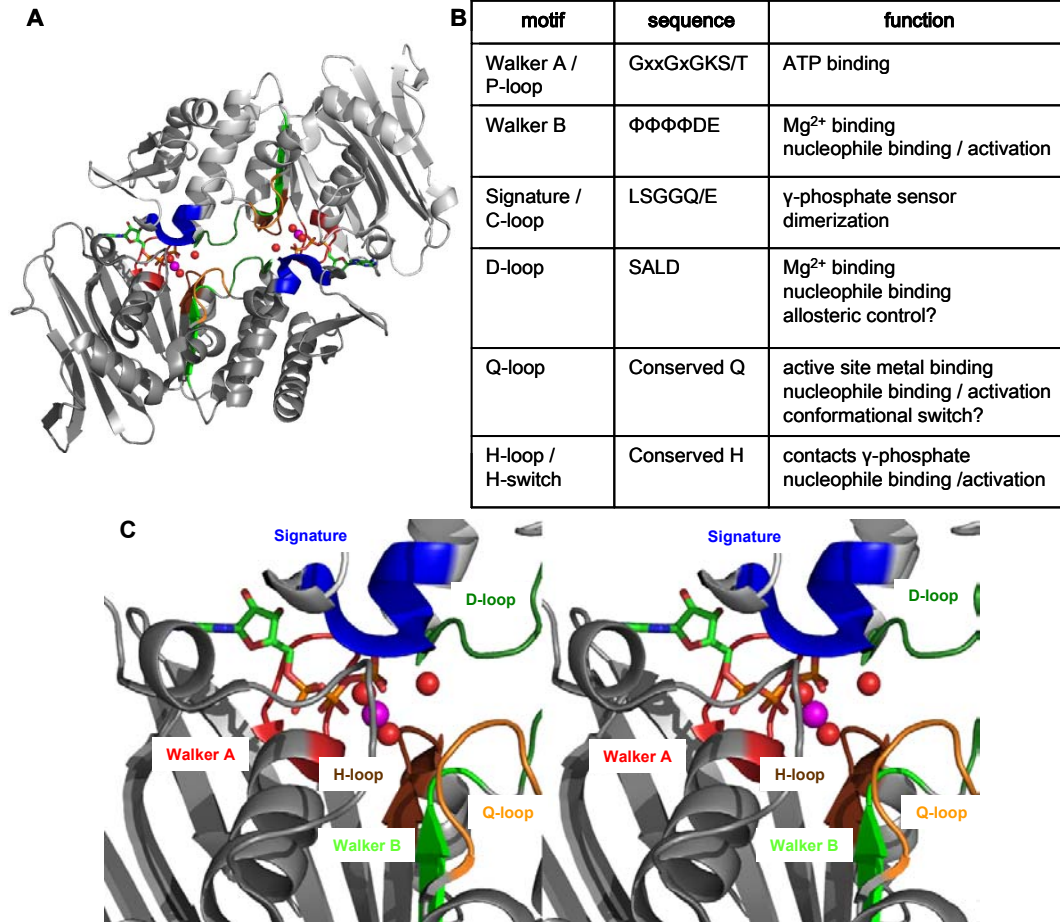 A
B
motif sequence function
Walker A / GxxGxGKS/T ATP binding
P-loop
Walker B ΦΦΦΦDE Mg²⁺ binding
nucleophile binding / activation
Signature / LSGGQ/E γ-phosphate sensor
C-loop dimerization
D-loop SALD Mg²⁺ binding
nucleophile binding
allosteric control?
Q-loop Conserved Q active site metal binding
nucleophile binding / activation
conformational switch?
H-loop / Conserved H contacts γ-phosphate
H-switch nucleophile binding /activation
C
Signature
D-loop
Walker A
H-loop
Q-loop
Walker B
Signature
D-loop
Walker A
H-loop
Q-loop
Walker B